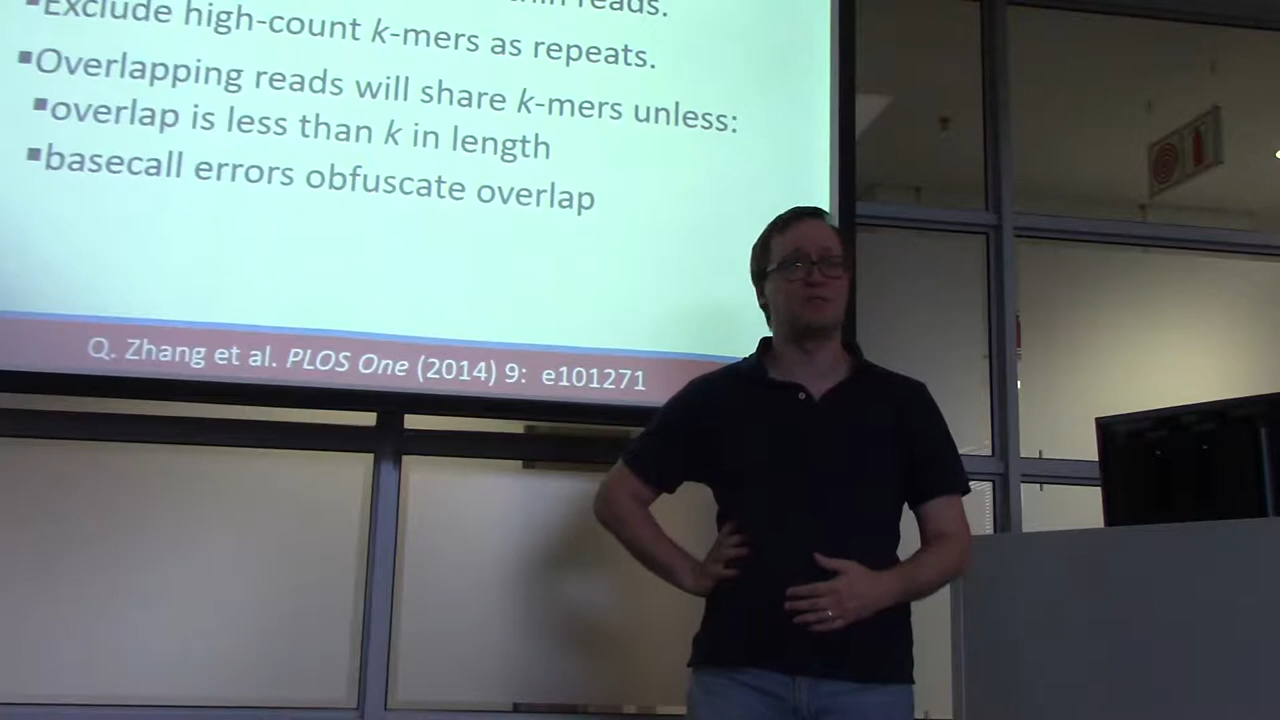 reads.
▪Exclude high-count k-mers as repeats.
▪Overlapping reads will share k-mers unless:
▪overlap is less than k in length
▪basecall errors obfuscate overlap
Q. Zhang et al. PLOS One (2014) 9: e101271